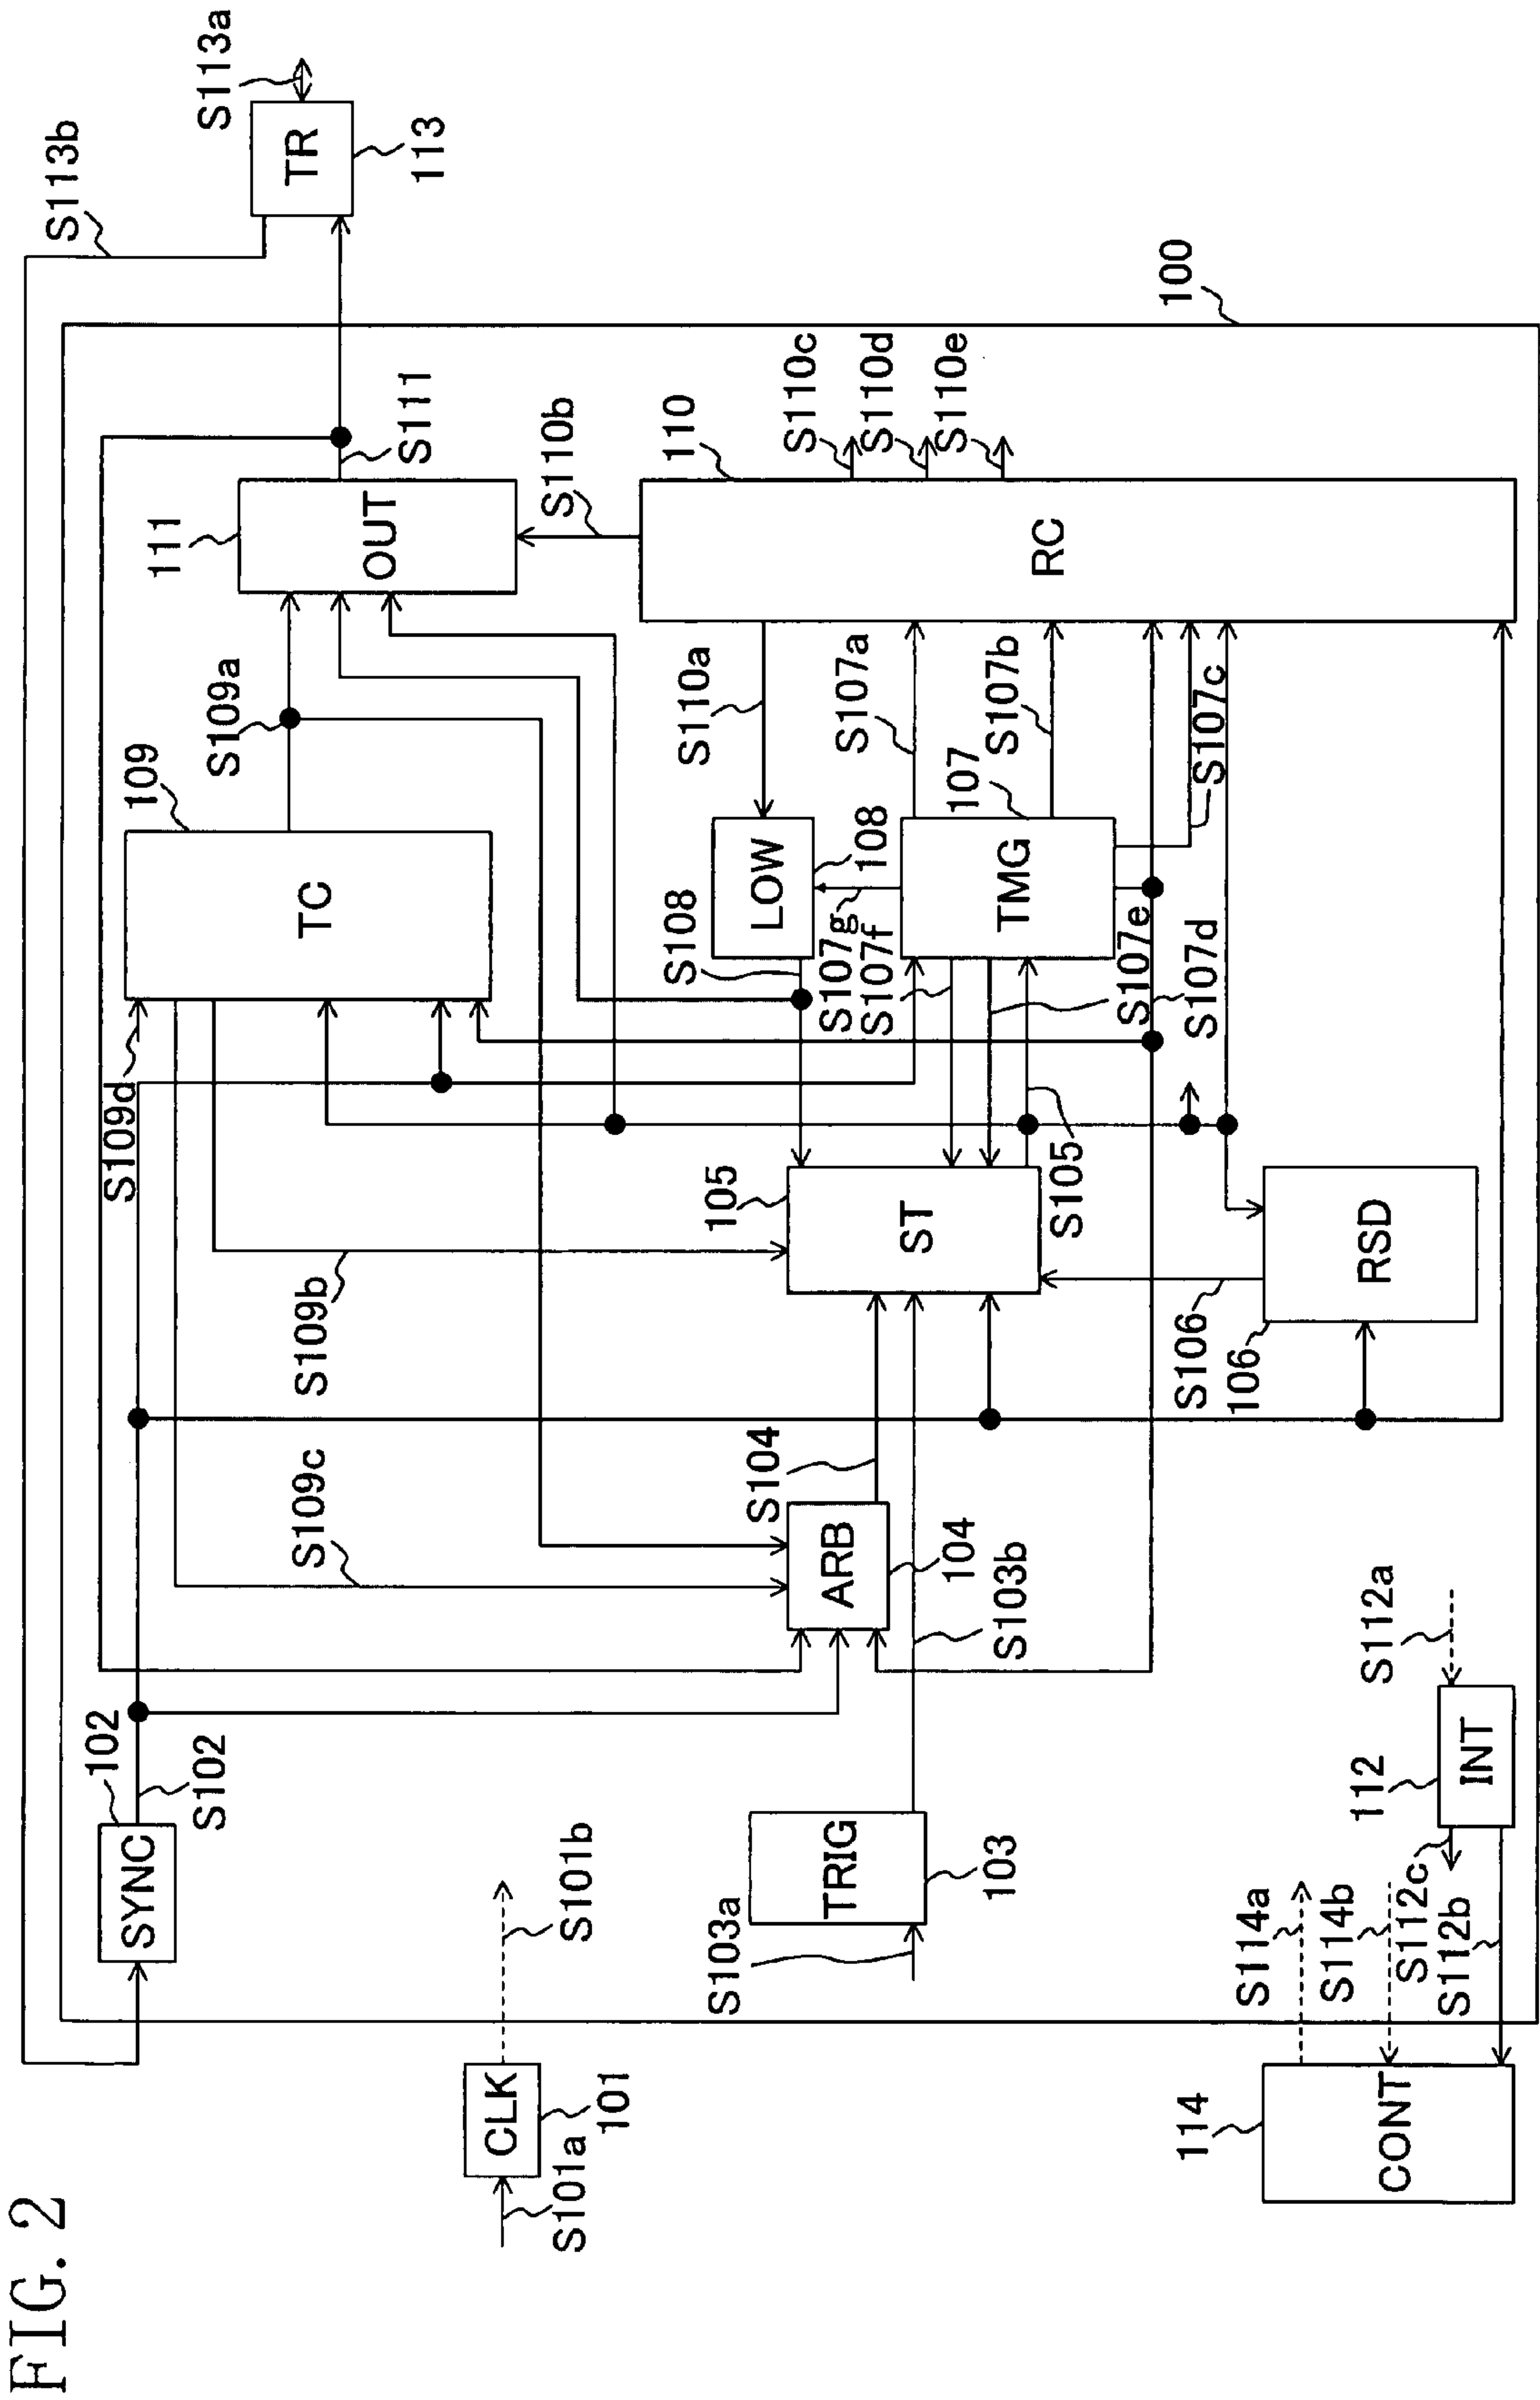 FIG. 2
S113b
S113a
TR
113
100
S111
111
OUT
S110b
110
S110c
S110d
S110e
RC
S109a
109
TC
S110a
S107a
S107b
S107c
107
TMG
108
LOW
S108
S107g
S107f
S107e
S107d
S109d
105
ST
S105
S109b
S106
106
RSD
S109c
S104
ARB
104
S103b
102
S102
SYNC
S101b
TRIG
103
S103a
S112a
INT
112
S112c
S112b
S114a
S114b
CLK
101
S101a
114
CONT